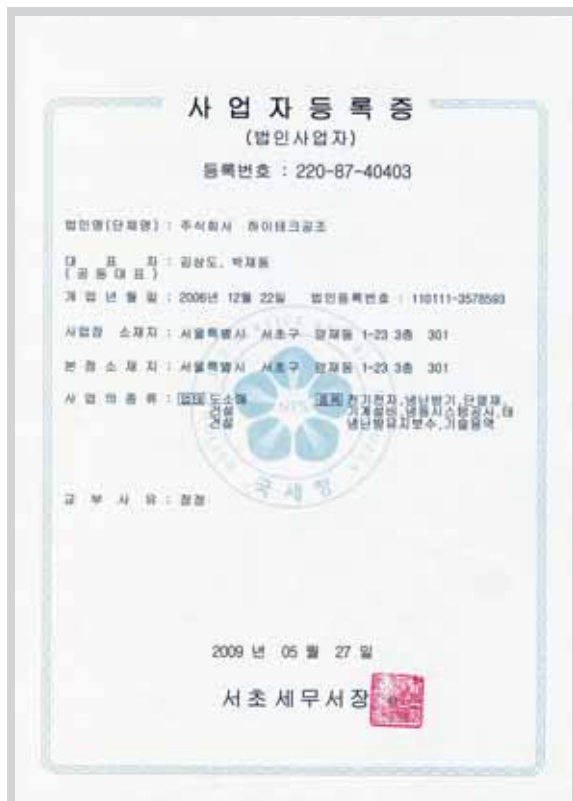 사업자등록증
(법인사업자)
등록번호 : 220-87-40403
법인명(단체명) : 주식회사 하이테크공조
대 표 자 : 김상도, 박재동
(공동대표)
개 업 년 월 일 : 2006년 12월 22일 법인등록번호 : 110111-3578593
사업장 소재지 : 서울특별시 서초구 양재동 1-23 3층 301
본 점 소 재 지 : 서울특별시 서초구 양재동 1-23 3층 301
사 업 의 종 류 : 업태 도소매 종목 전기전자,냉난방기,단열재,
건설 기계설비,냉동시스템공사,태
건설 냉난방유지보수,기술용역
교 부 사 유 : 정정
국세청
NTS
2009 년 05 월 27 일
서초세무서장